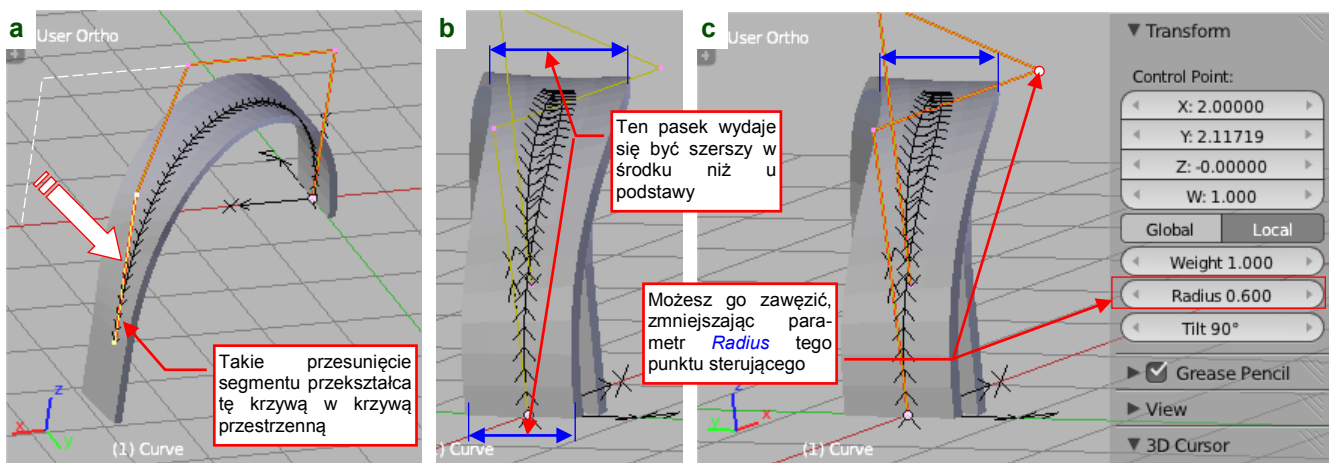 a
User Ortho
Takie przesunięcie
segmentu przekształca
tę krzywą w krzywą
przestrzenną
z
x
y
(1) Curve
b
Ten pasek wydaje
się być szerszy w
środku niż u
podstawy
) Curve
c
User Ortho
Możesz go zawęzić,
zmniejszając para-
metr Radius tego
punktu sterującego
z
x
y
(1) Curve
Transform
Control Point:
X: 2.00000
Y: 2.11719
Z: -0.00000
W: 1.000
Global Local
Weight 1.000
Radius 0.600
Tilt 90°
Grease Pencil
View
3D Cursor